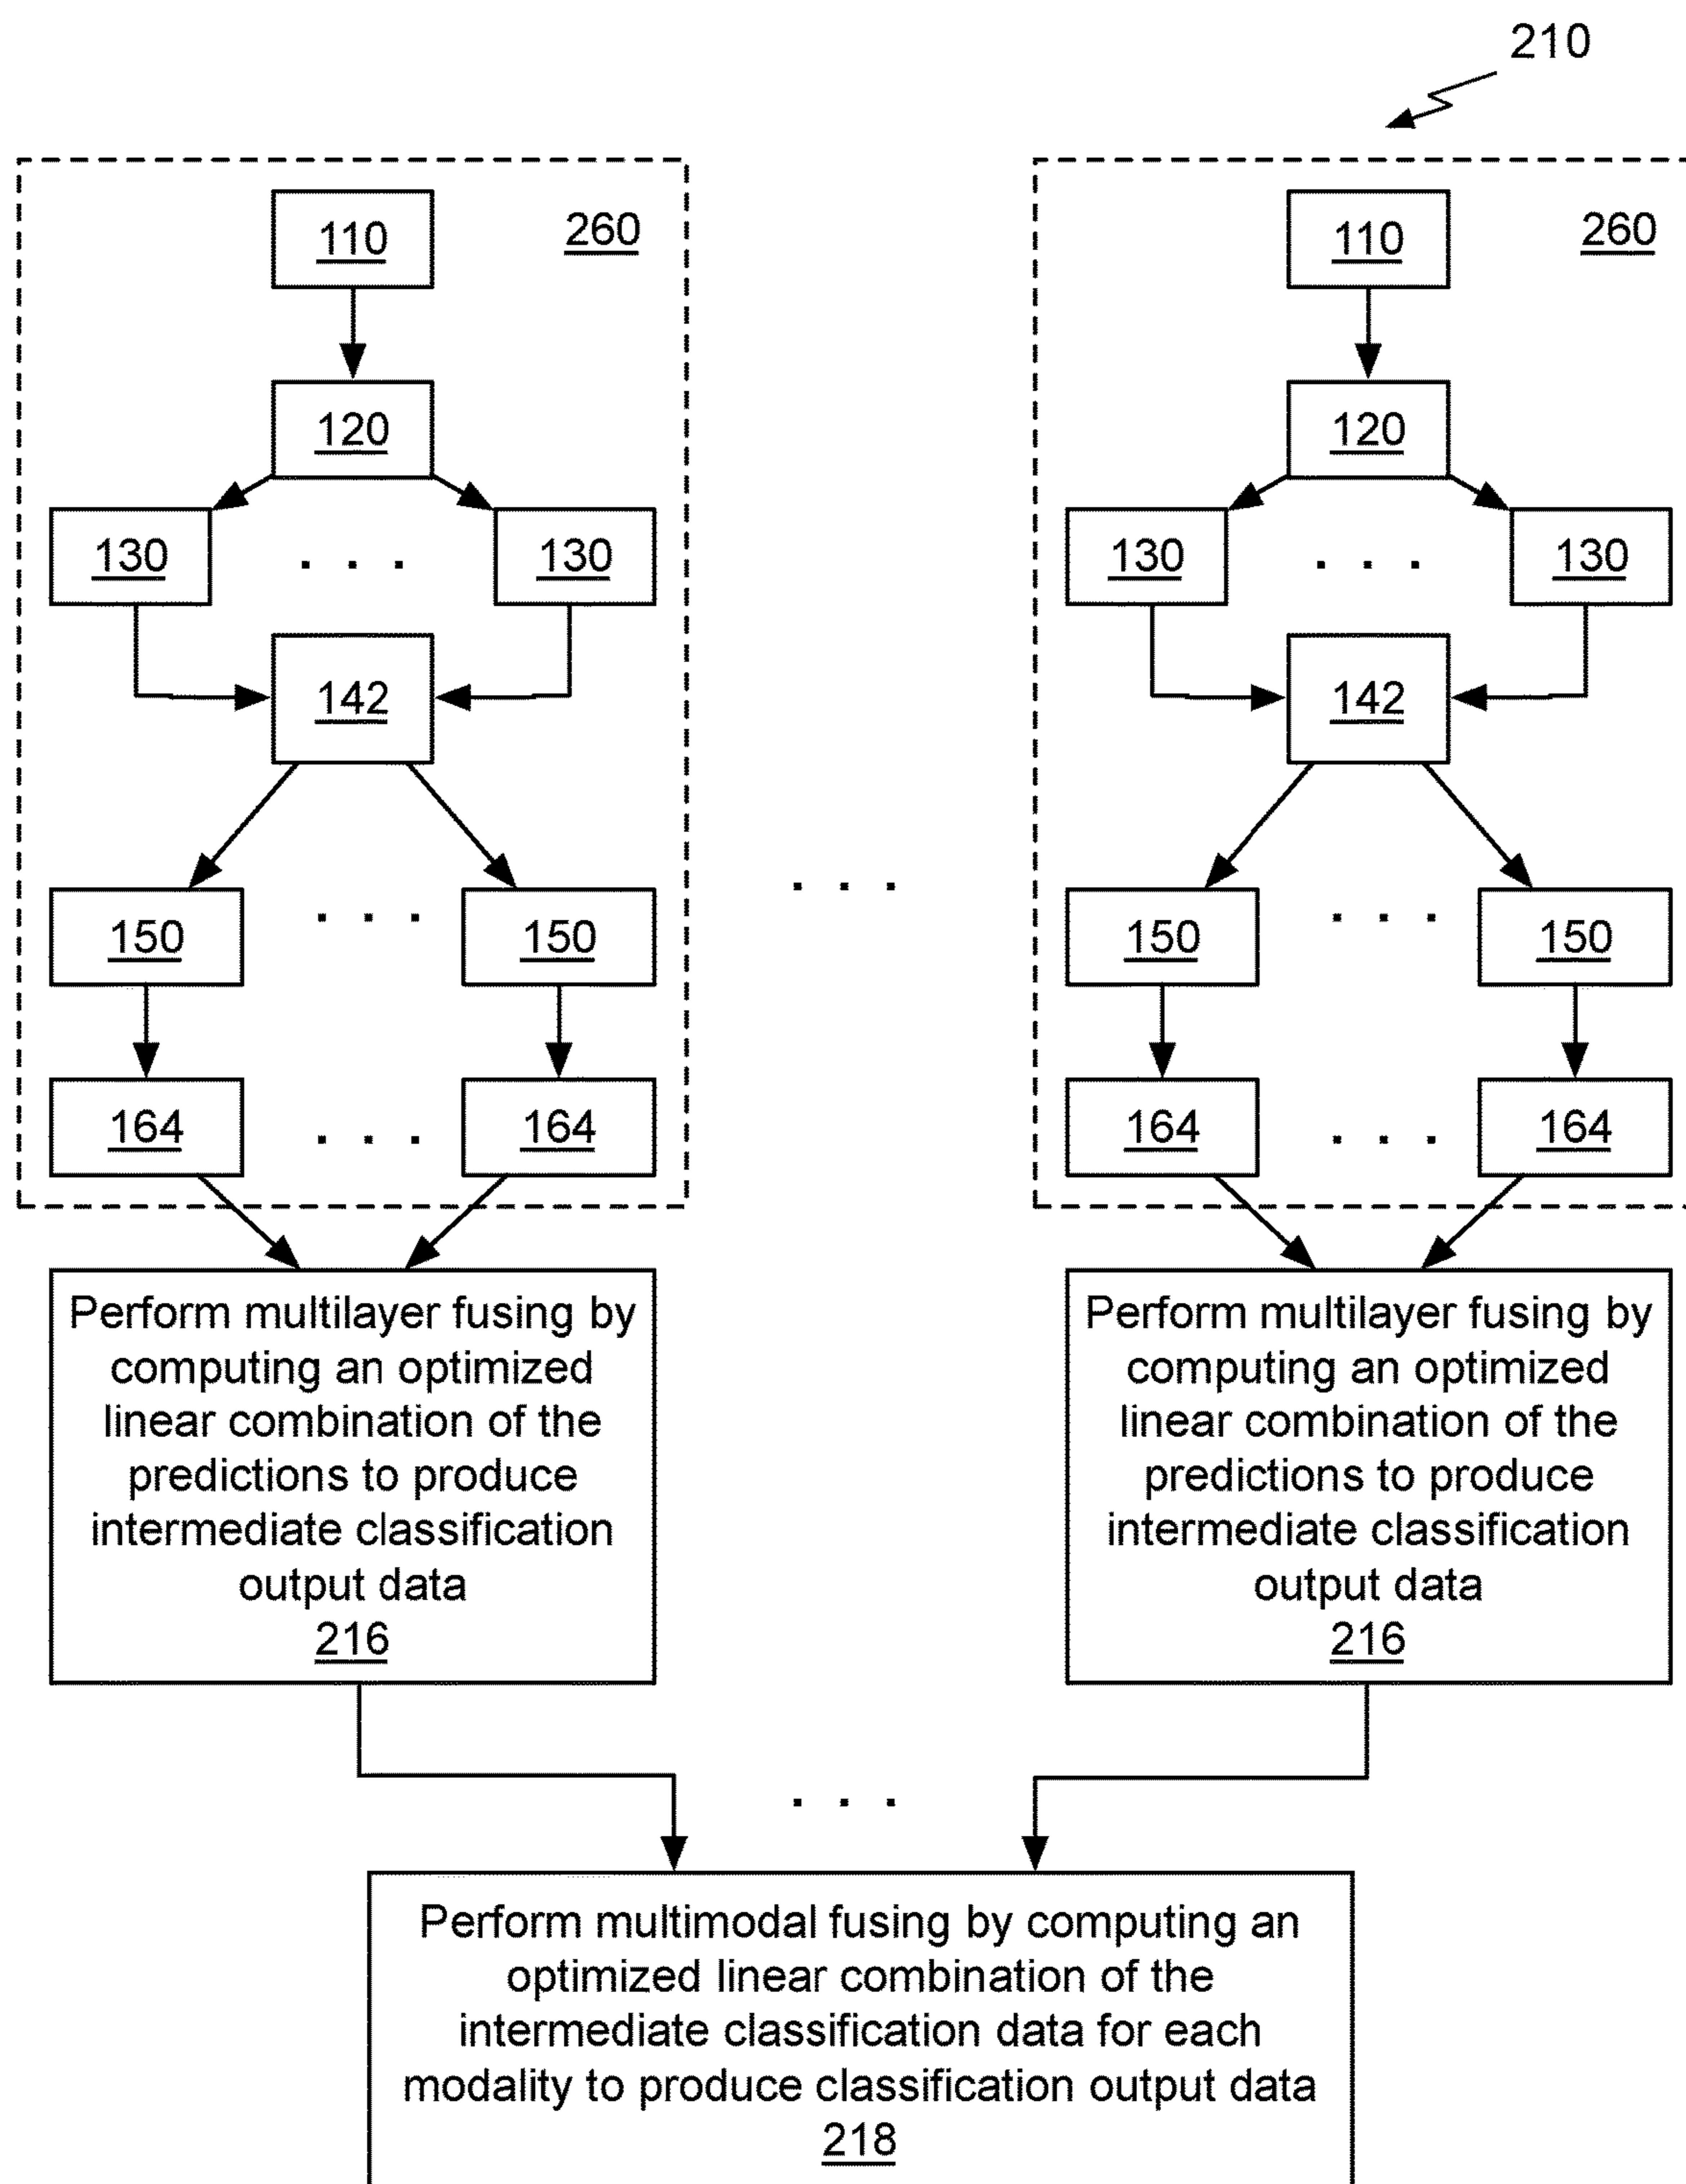 210
110
260
110
260
120
120
130
. . .
130
130
. . .
130
142
142
150
. . .
150
. . .
150
. . .
150
164
. . .
164
164
. . .
164
Perform multilayer fusing by
computing an optimized
linear combination of the
predictions to produce
intermediate classification
output data
216
Perform multilayer fusing by
computing an optimized
linear combination of the
predictions to produce
intermediate classification
output data
216
. . .
Perform multimodal fusing by computing an
optimized linear combination of the
intermediate classification data for each
modality to produce classification output data
218